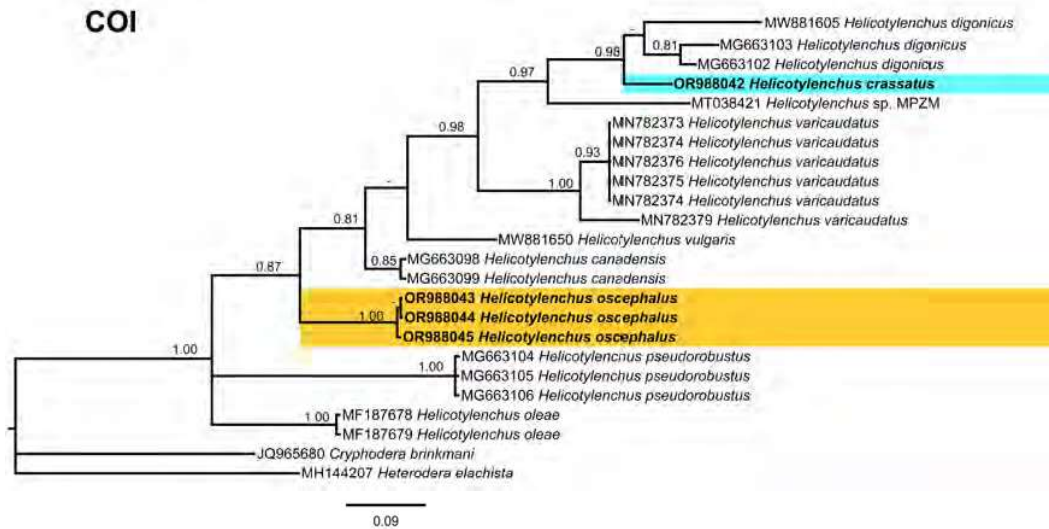 COI
MW881605 Helicotylenchus digonicus
0.81 MG663103 Helicotylenchus digonicus
0.98 MG663102 Helicotylenchus digonicus
0.97 OR988042 Helicotylenchus crassatus
MT038421 Helicotylenchus sp. MPZM
0.98 MN782373 Helicotylenchus varicaudatus
MN782374 Helicotylenchus varicaudatus
0.93 MN782376 Helicotylenchus varicaudatus
MN782375 Helicotylenchus varicaudatus
1.00 MN782374 Helicotylenchus varicaudatus
MN782379 Helicotylenchus varicaudatus
0.81 MW881650 Helicotylenchus vulgaris
0.85 MG663098 Helicotylenchus canadensis
0.87 MG663099 Helicotylenchus canadensis
OR988043 Helicotylenchus oscephalus
1.00 OR988044 Helicotylenchus oscephalus
OR988045 Helicotylenchus oscephalus
1.00 MG663104 Helicotylenchus pseudorobustus
1.00 MG663105 Helicotylenchus pseudorobustus
MG663106 Helicotylenchus pseudorobustus
1.00 MF187678 Helicotylenchus oleae
MF187679 Helicotylenchus oleae
JQ965680 Cryphodera brinkmani
MH144207 Heterodera elachista
0.09